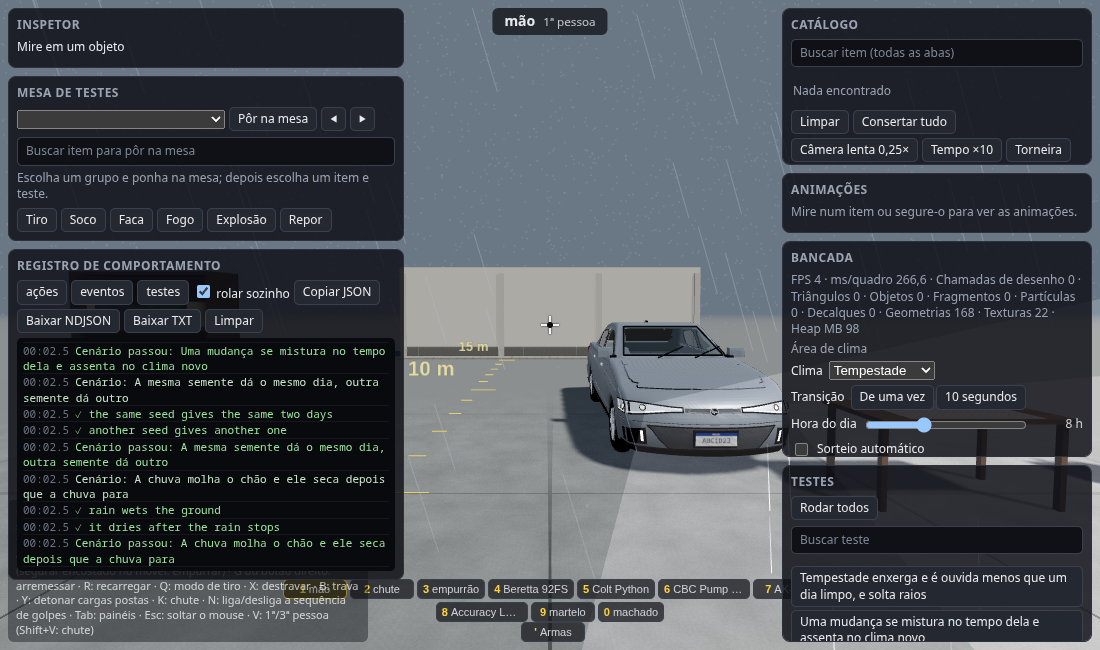 INSPETOR
Mire em um objeto
MESA DE TESTES
Pôr na mesa
Buscar item para pôr na mesa
Escolha um grupo e ponha na mesa; depois escolha um item e
teste.
Tiro Soco Faca Fogo Explosão Repor
REGISTRO DE COMPORTAMENTO
ações eventos testes rolar sozinho Copiar JSON
Baixar NDJSON Baixar TXT Limpar
00:02.5 Cenário passou: Uma mudança se mistura no tempo
dela e assenta no clima novo
00:02.5 Cenário: A mesma semente dá o mesmo dia, outra
semente dá outro
00:02.5 ✓ the same seed gives the same two days
00:02.5 ✓ another seed gives another one
00:02.5 Cenário passou: A mesma semente dá o mesmo dia,
outra semente dá outro
00:02.5 Cenário: A chuva molha o chão e ele seca depois
que a chuva para
00:02.5 ✓ rain wets the ground
00:02.5 ✓ it dries after the rain stops
00:02.5 Cenário passou: A chuva molha o chão e ele seca
depois que a chuva para
arremessar · R: recarregar · Q: modo de tiro · X: destravar · B: trava
· Y: detonar cargas postas · K: chute · N: liga/desliga a sequência
de golpes · Tab: painéis · Esc: soltar o mouse · V: 1ª/3ª pessoa
(Shift+V: chute)
mão 1ª pessoa
15 m
10 m
ABC1D23
1 mão 2 chute 3 empurrão 4 Beretta 92FS 5 Colt Python 6 CBC Pump ... 7 A
8 Accuracy L... 9 martelo 0 machado
' Armas
CATÁLOGO
Buscar item (todas as abas)
Nada encontrado
Limpar Consertar tudo
Câmera lenta 0,25× Tempo ×10 Torneira
ANIMAÇÕES
Mire num item ou segure-o para ver as animações.
BANCADA
FPS 4 · ms/quadro 266,6 · Chamadas de desenho 0 ·
Triângulos 0 · Objetos 0 · Fragmentos 0 · Partículas
0 · Decalques 0 · Geometrias 168 · Texturas 22 ·
Heap MB 98
Área de clima
Clima Tempestade
Transição De uma vez 10 segundos
Hora do dia 8 h
Sorteio automático
TESTES
Rodar todos
Buscar teste
Tempestade enxerga e é ouvida menos que um
dia limpo, e solta raios
Uma mudança se mistura no tempo dela e
assenta no clima novo